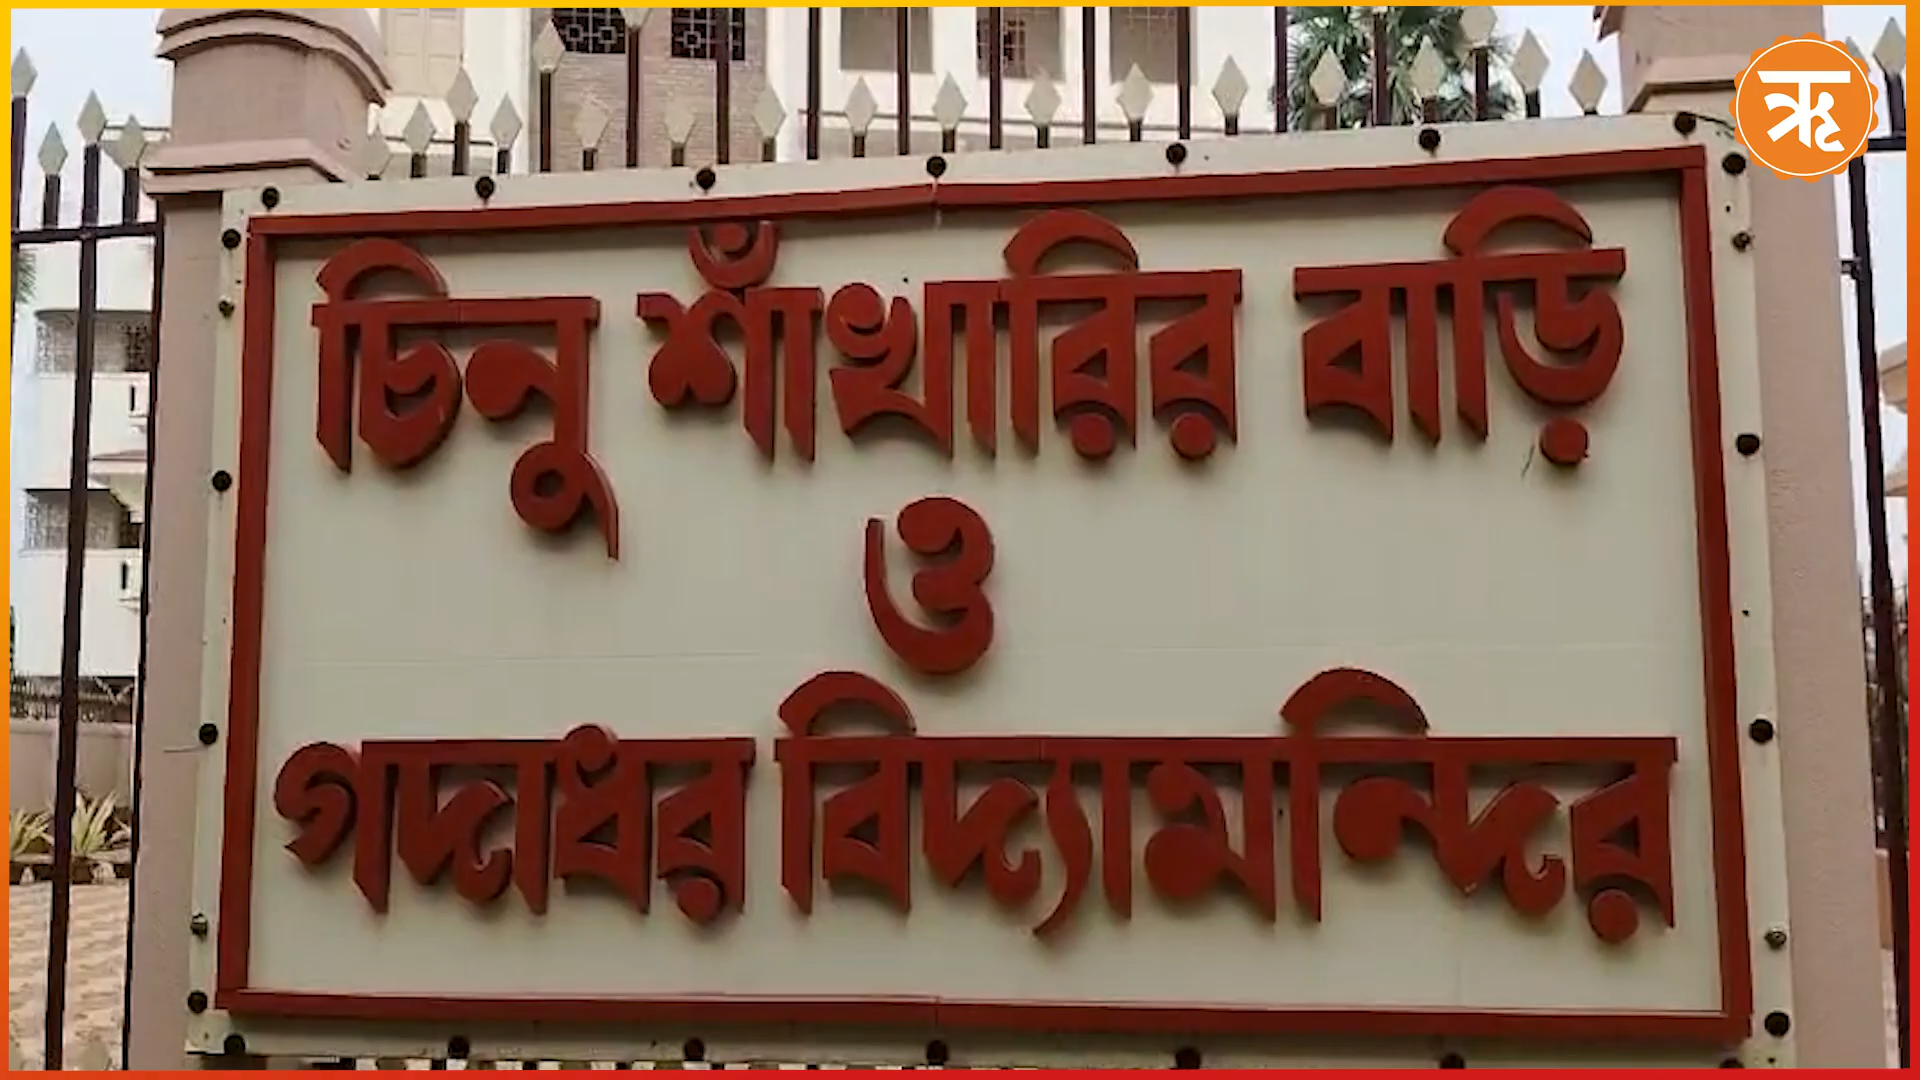 ऋ
চিনু শাঁখারির বাড়ি
ও
গদাধর বিদ্যামন্দির